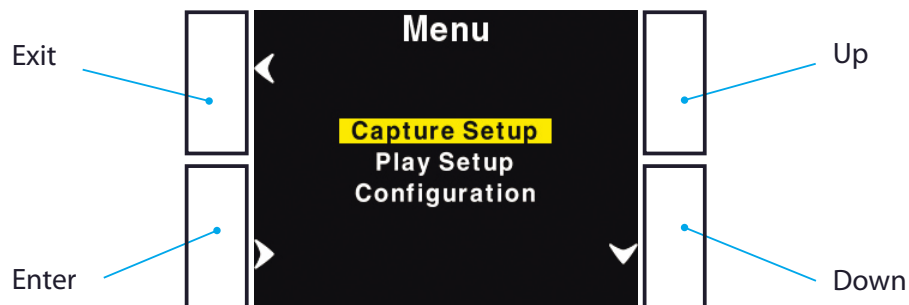 Menu
Exit
Up
Capture Setup
Play Setup
Configuration
Enter
Down